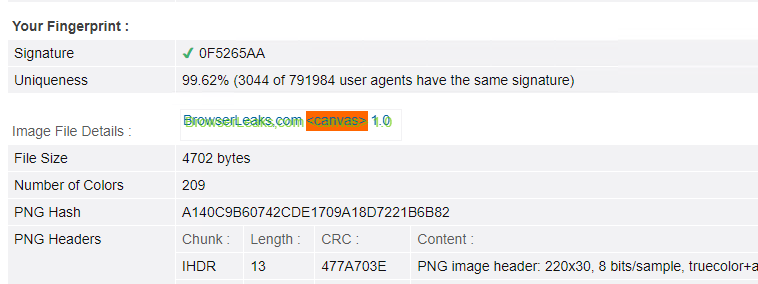 Your Fingerprint :
Signature ✔ 0F5265AA
Uniqueness 99.62% (3044 of 791984 user agents have the same signature)
BrowserLeaks,com <canvas> 1.0
Image File Details :
File Size 4702 bytes
Number of Colors 209
PNG Hash A140C9B60742CDE1709A18D7221B6B82
PNG Headers Chunk : Length : CRC : Content :
IHDR 13 477A703E PNG image header: 220x30, 8 bits/sample, truecolor+a